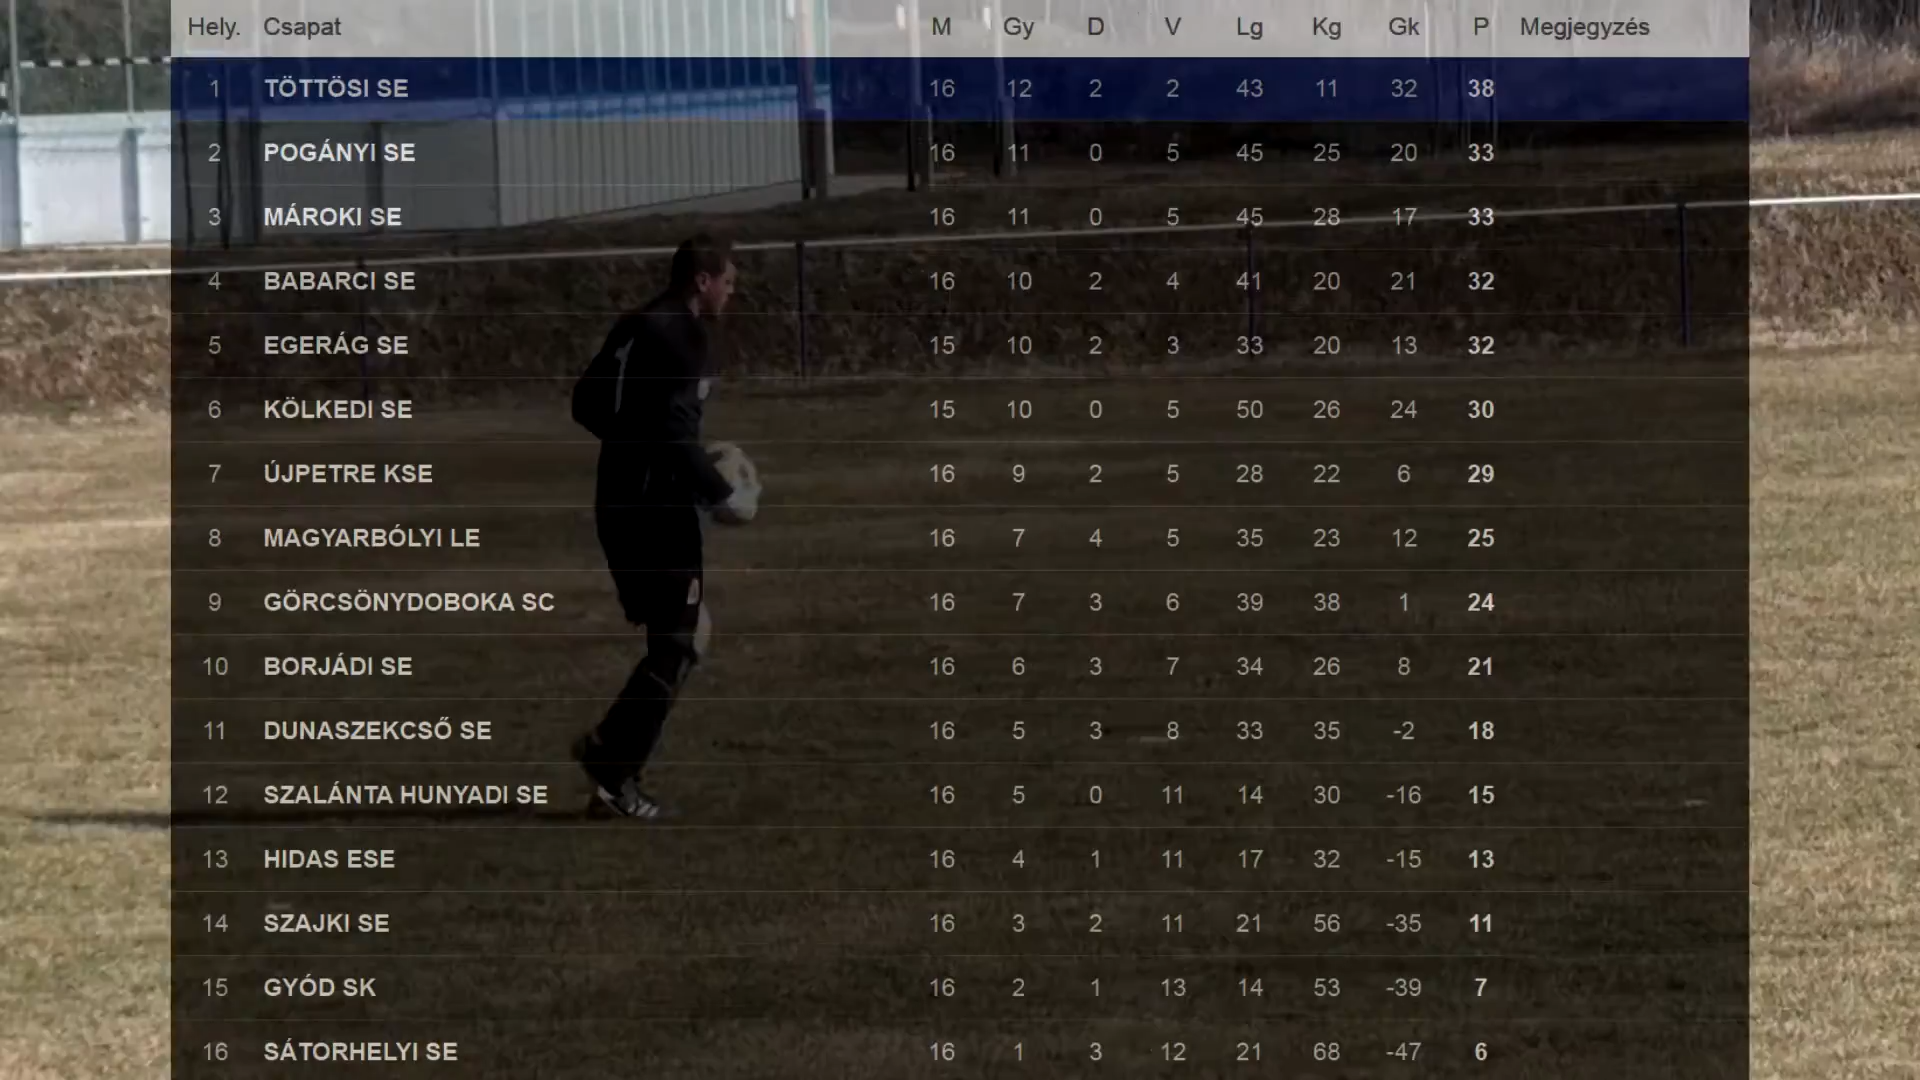 Hely. Csapat M Gy D V Lg Kg Gk P Megjegyzés
1 TÖTTÖSI SE 16 12 2 2 43 11 32 38
2 POGÁNYI SE 16 11 0 5 45 25 20 33
3 MÁROKI SE 16 11 0 5 45 28 17 33
4 BABARCI SE 16 10 2 4 41 20 21 32
5 EGERÁG SE 15 10 2 3 33 20 13 32
6 KÖLKEDI SE 15 10 0 5 50 26 24 30
7 ÚJPETRE KSE 16 9 2 5 28 22 6 29
8 MAGYARBÓLYI LE 16 7 4 5 35 23 12 25
9 GÖRCSÖNYDOBOKA SC 16 7 3 6 39 38 1 24
10 BORJÁDI SE 16 6 3 7 34 26 8 21
11 DUNASZEKCSŐ SE 16 5 3 8 33 35 -2 18
12 SZALÁNTA HUNYADI SE 16 5 0 11 14 30 -16 15
13 HIDAS ESE 16 4 1 11 17 32 -15 13
14 SZAJKI SE 16 3 2 11 21 56 -35 11
15 GYÓD SK 16 2 1 13 14 53 -39 7
16 SÁTORHELYI SE 16 1 3 12 21 68 -47 6